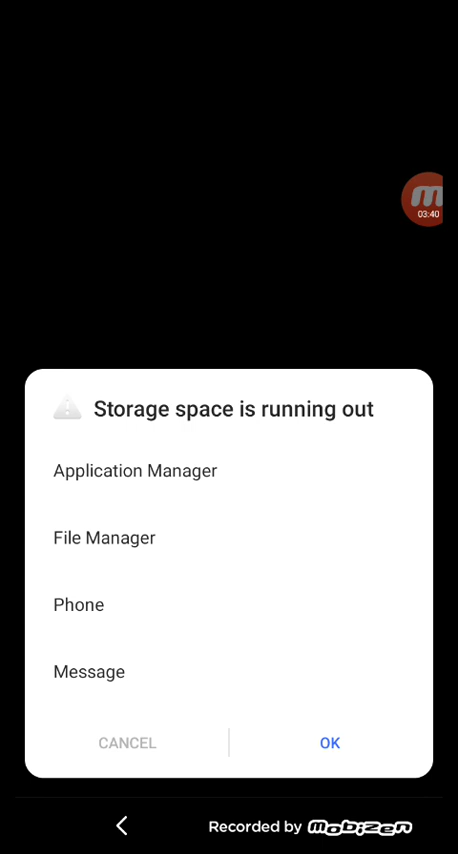 03:40
Storage space is running out
Application Manager
File Manager
Phone
Message
CANCEL
OK
Recorded by mobizen